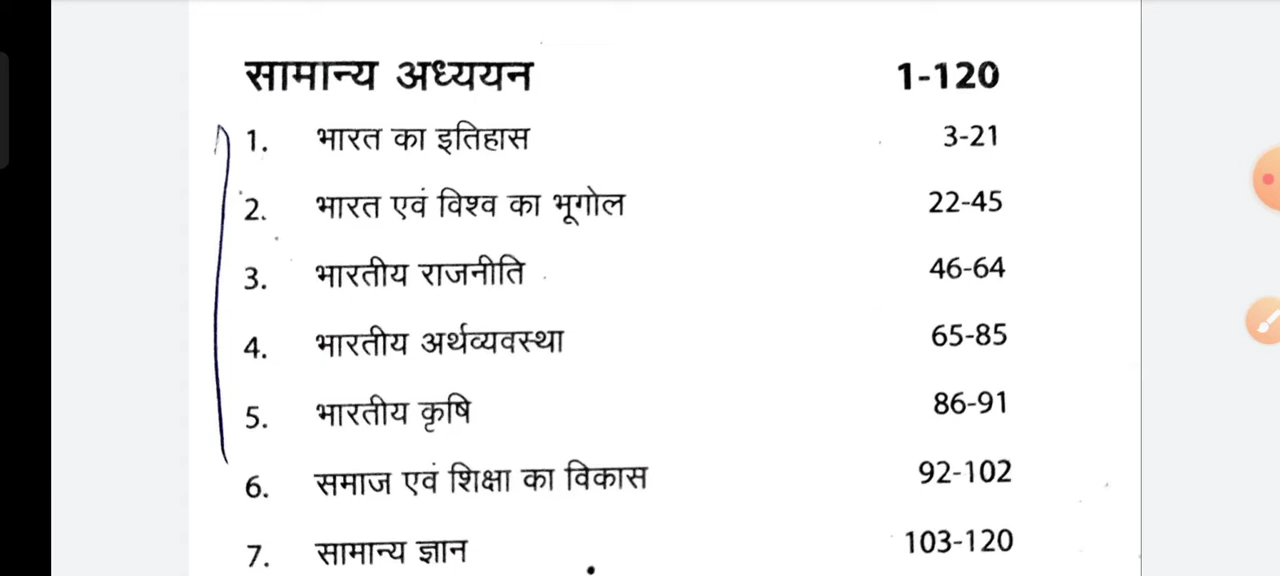 सामान्य अध्ययन 1-120
1. भारत का इतिहास 3-21
2. भारत एवं विश्व का भूगोल 22-45
3. भारतीय राजनीति 46-64
4. भारतीय अर्थव्यवस्था 65-85
5. भारतीय कृषि 86-91
6. समाज एवं शिक्षा का विकास 92-102
7. सामान्य ज्ञान 103-120